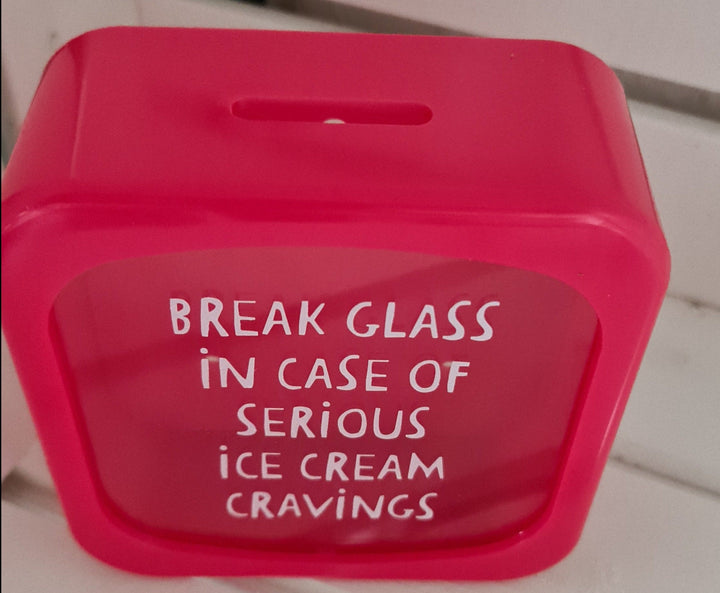 BREAK GLASS
iN CASE OF
SERiOUS
iCE CREAM
CRAViNGS